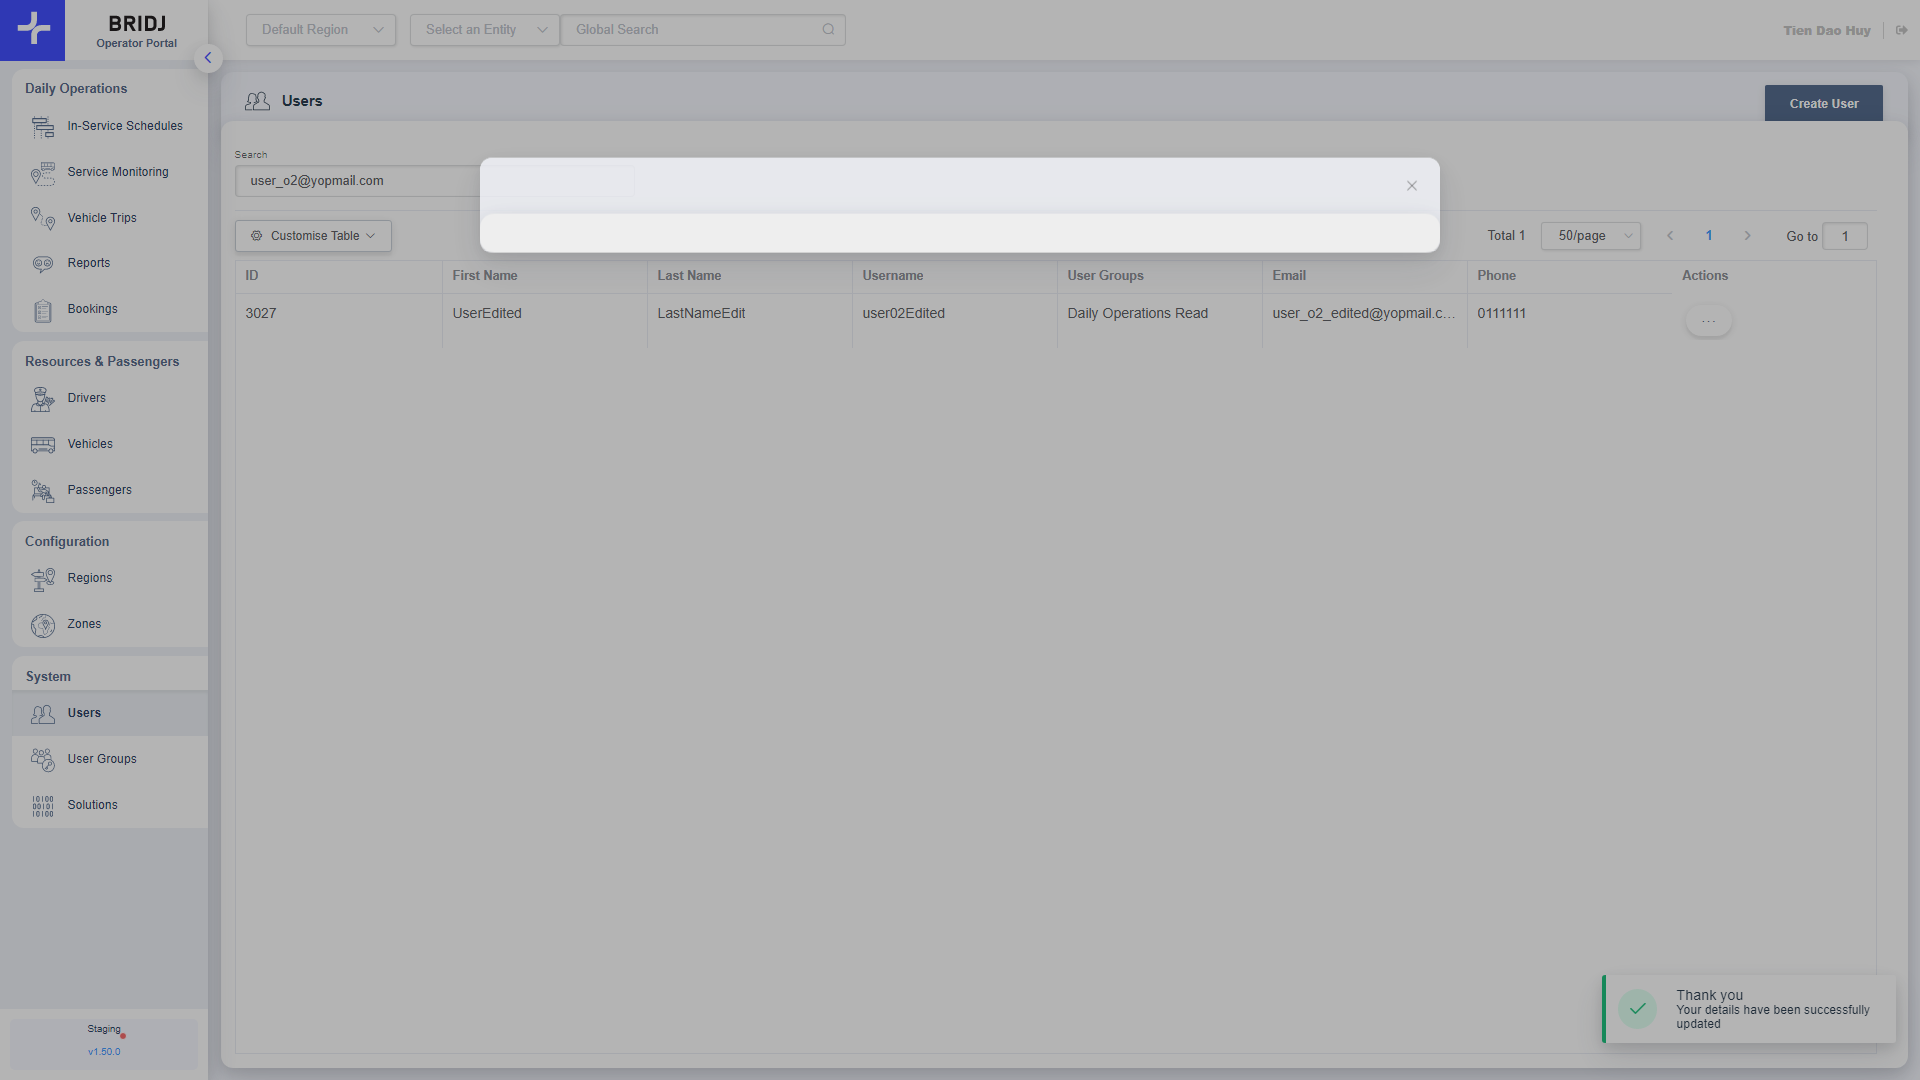 BRIDJ
Operator Portal
Default Region
Select an Entity
Global Search
Tien Dao Huy
Daily Operations
In-Service Schedules
Service Monitoring
Vehicle Trips
Reports
Bookings
Resources & Passengers
Drivers
Vehicles
Passengers
Configuration
Regions
Zones
System
Users
User Groups
Solutions
Staging
v1.50.0
Users
Create User
Search
user_o2@yopmail.com
Customise Table
Total 1
50/page
1
Go to
1
ID First Name Last Name Username User Groups Email Phone Actions
3027 UserEdited LastNameEdit user02Edited Daily Operations Read user_o2_edited@yopmail.c... 0111111 ...
Thank you
Your details have been successfully
updated